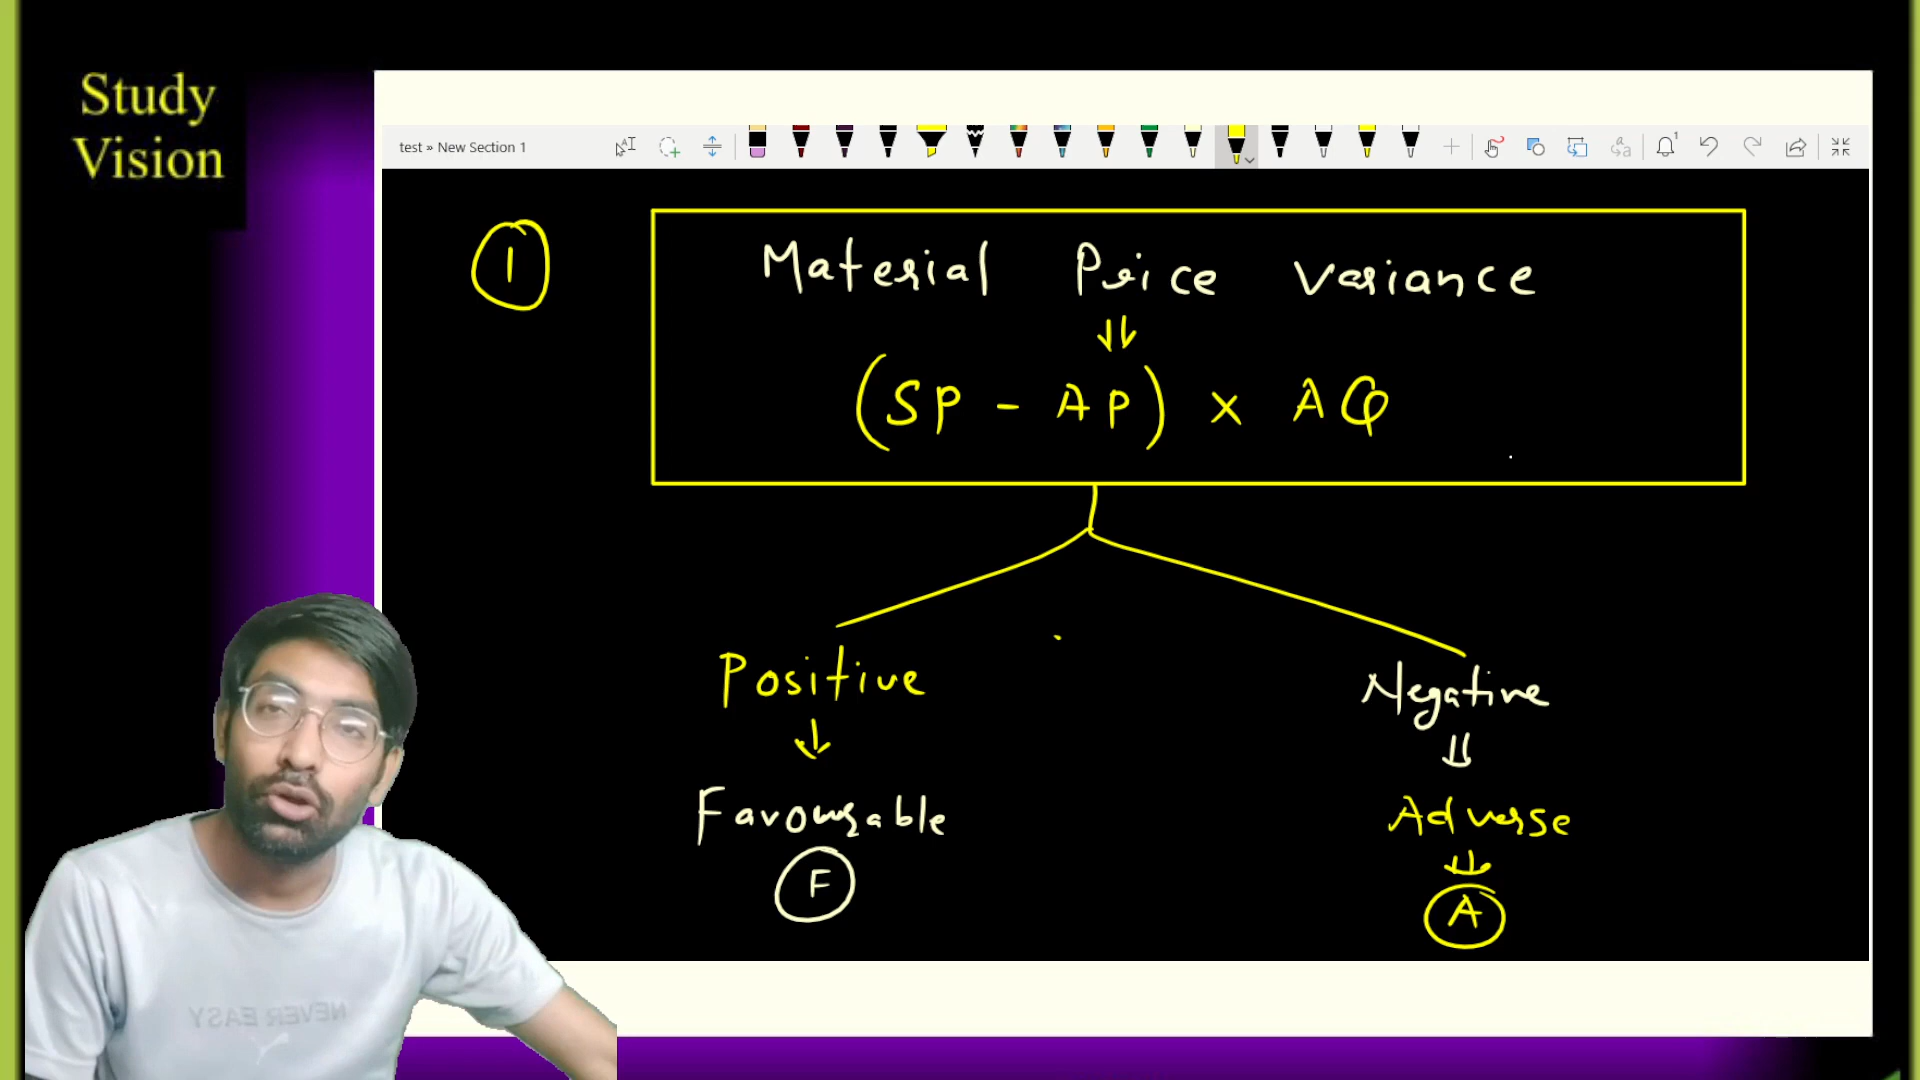 Study
Vision
test » New Section 1
1
Material Price Variance
(SP - AP) x AQ
Positive
Negative
Favourable
Adverse
F
A
NEVER EASY